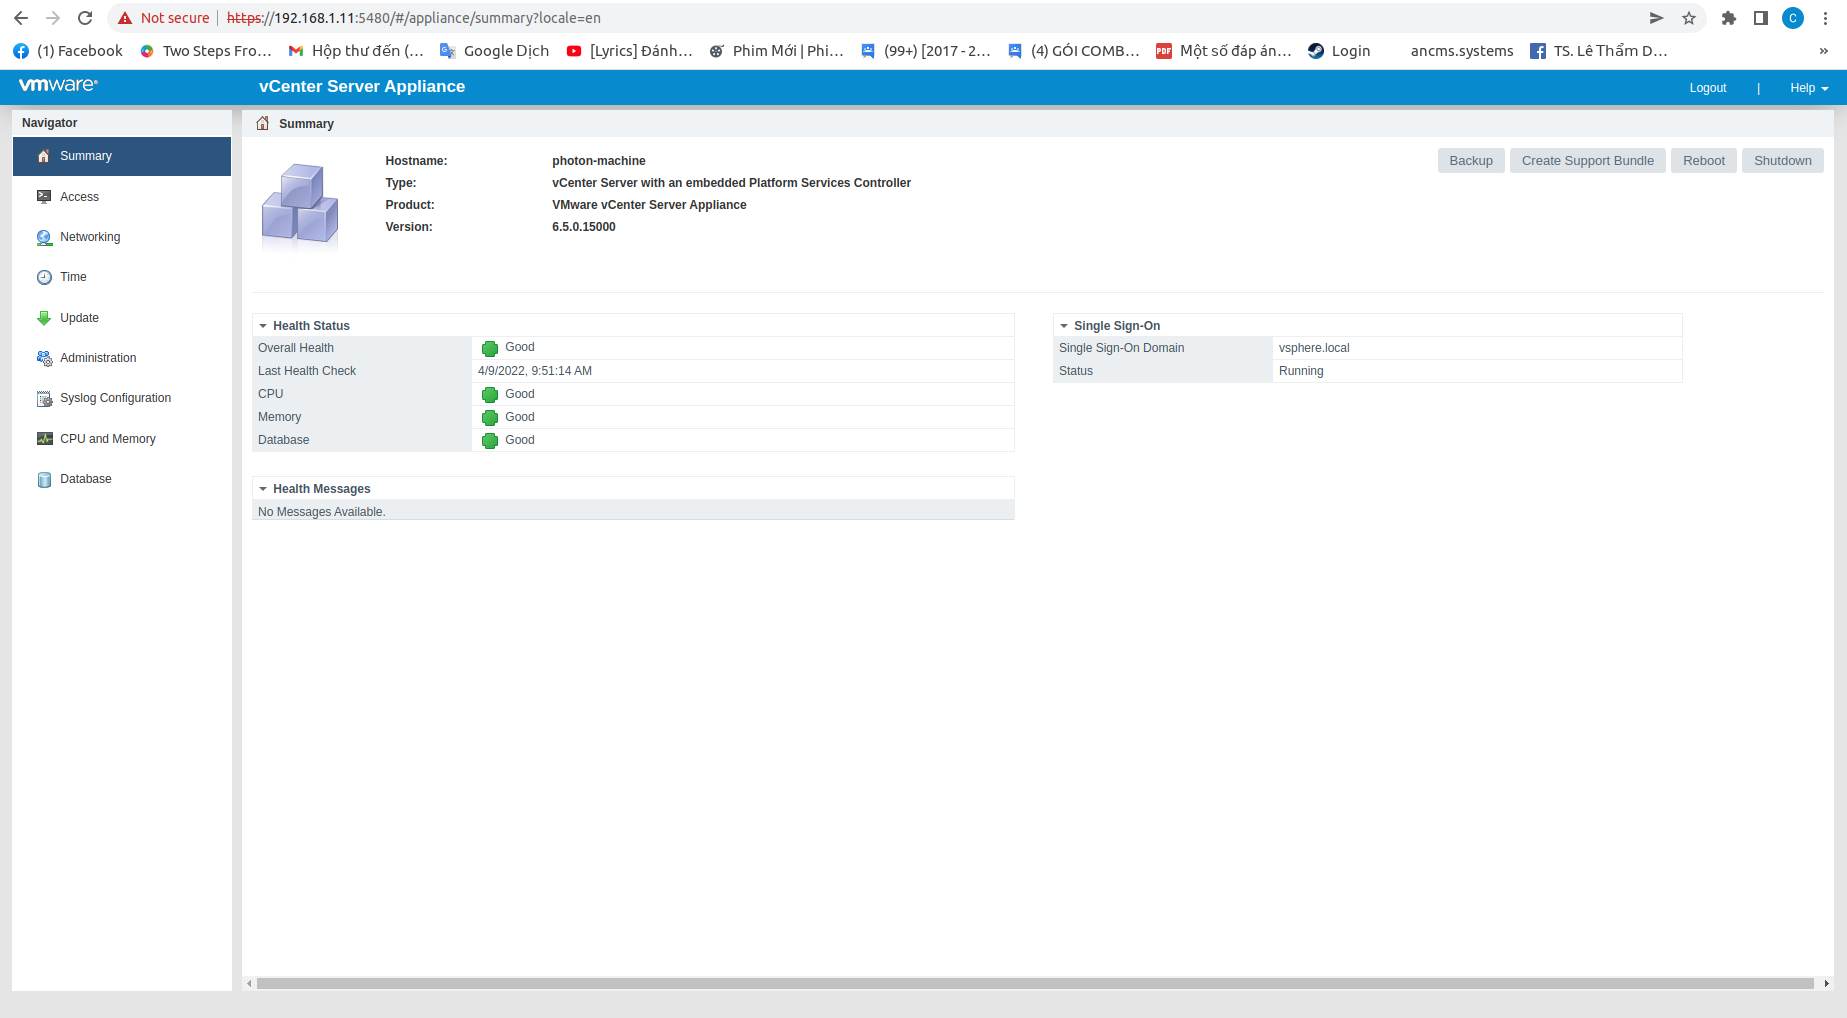 Not secure | https://192.168.1.11:5480/#/appliance/summary?locale=en
(1) Facebook Two Steps Fro... Hộp thư đến (... Google Dịch [Lyrics] Đánh... Phim Mới | Phi... (99+) [2017 - 2... (4) GÓI COMB... Một số đáp án... Login ancms.systems TS. Lê Thẩm D... »
vmware® vCenter Server Appliance Logout | Help
Navigator
Summary
Access
Networking
Time
Update
Administration
Syslog Configuration
CPU and Memory
Database
Summary
Backup Create Support Bundle Reboot Shutdown
Hostname: photon-machine
Type: vCenter Server with an embedded Platform Services Controller
Product: VMware vCenter Server Appliance
Version: 6.5.0.15000
Health Status
Overall Health Good
Last Health Check 4/9/2022, 9:51:14 AM
CPU Good
Memory Good
Database Good
Health Messages
No Messages Available.
Single Sign-On
Single Sign-On Domain vsphere.local
Status Running
C
PDF